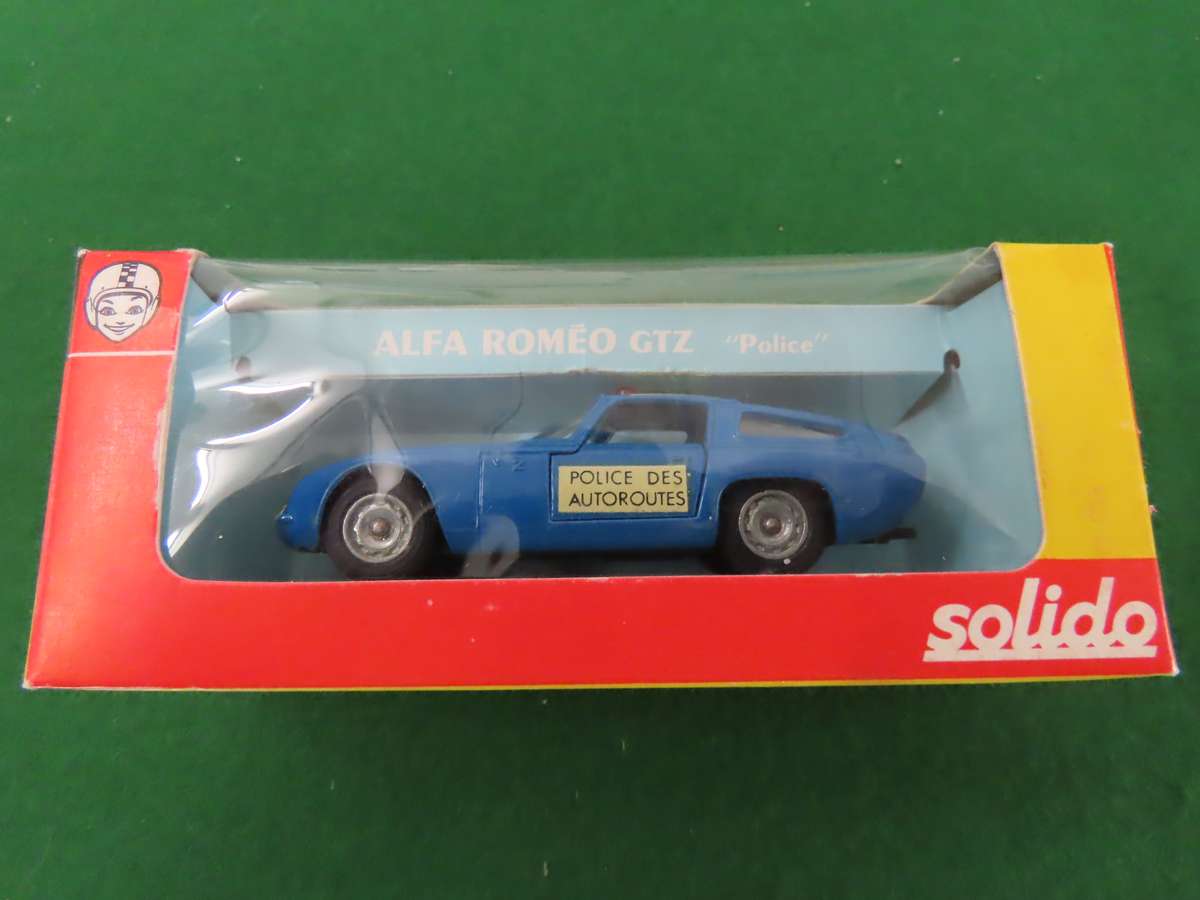 ALFA ROMÉO GTZ "Police"
POLICE DES
AUTOROUTES
solido